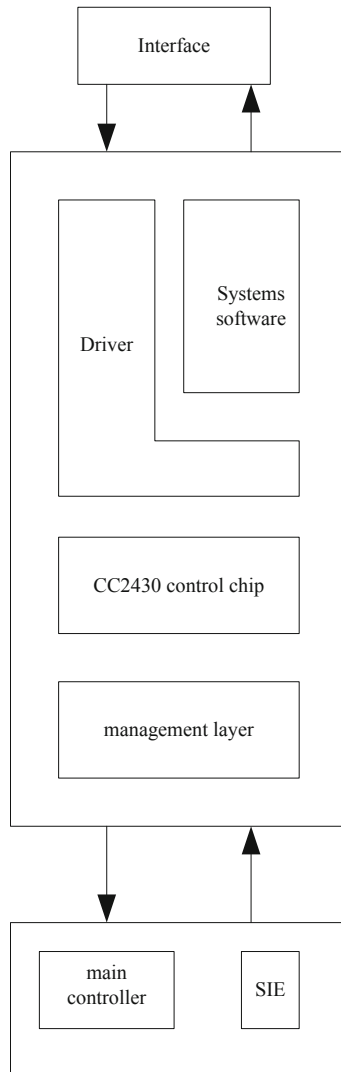 Interface
Driver
Systems
software
CC2430 control chip
management layer
main
controller
SIE